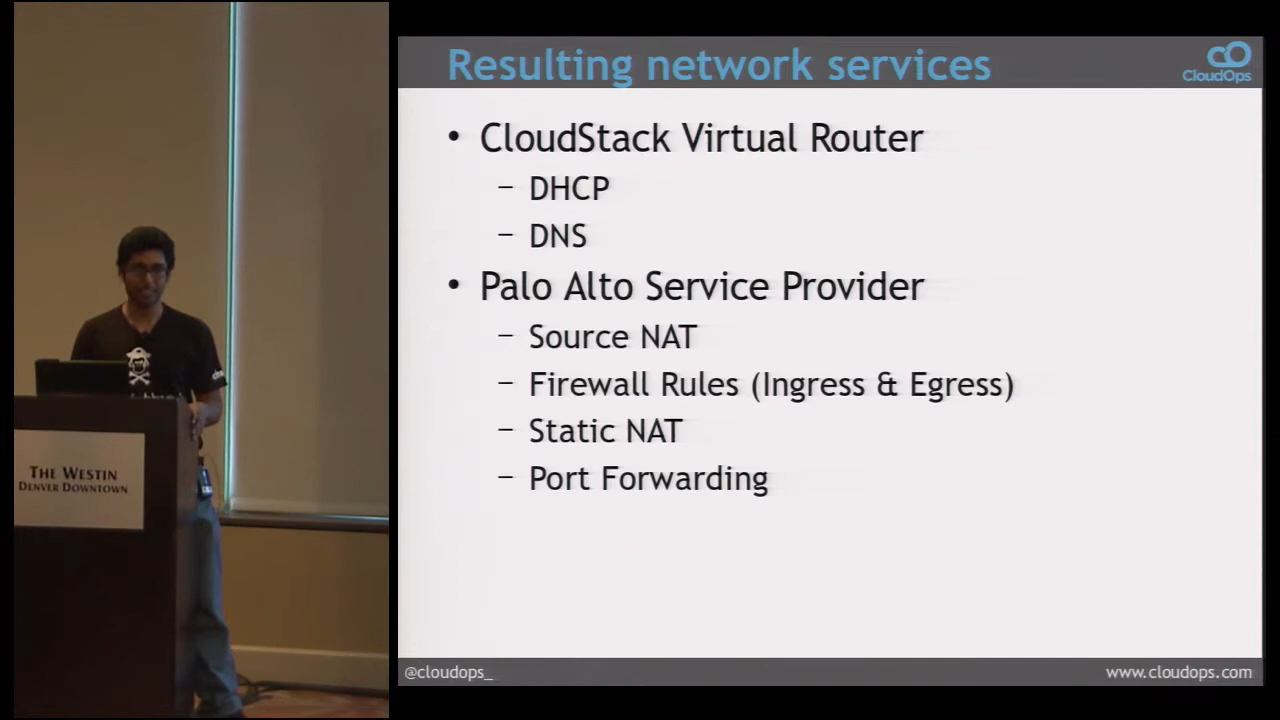 Resulting network services
CloudOps
• CloudStack Virtual Router
– DHCP
– DNS
• Palo Alto Service Provider
– Source NAT
– Firewall Rules (Ingress & Egress)
– Static NAT
– Port Forwarding
THE WESTIN
DENVER DOWNTOWN
@cloudops_
www.cloudops.com